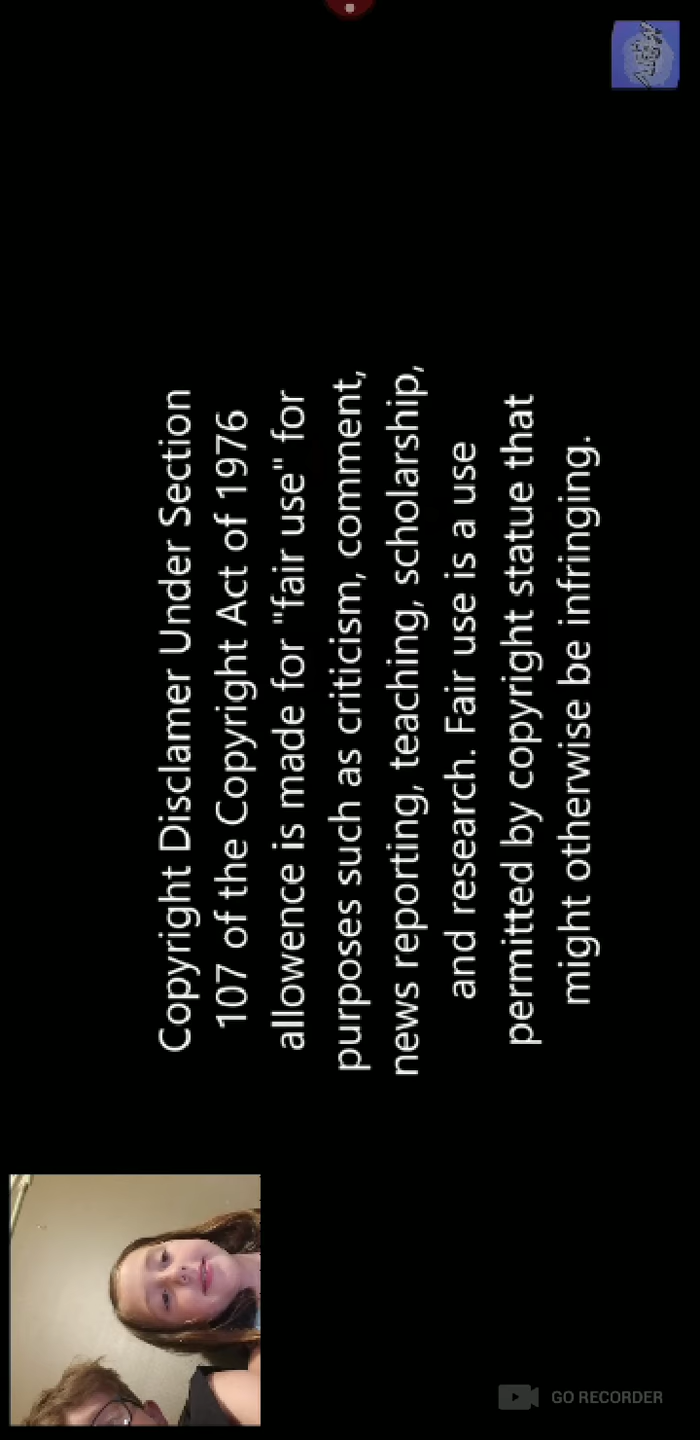 Copyright Disclamer Under Section
107 of the Copyright Act of 1976
allowence is made for "fair use" for
purposes such as criticism, comment,
news reporting, teaching, scholarship,
and research. Fair use is a use
permitted by copyright statue that
might otherwise be infringing.
GO RECORDER